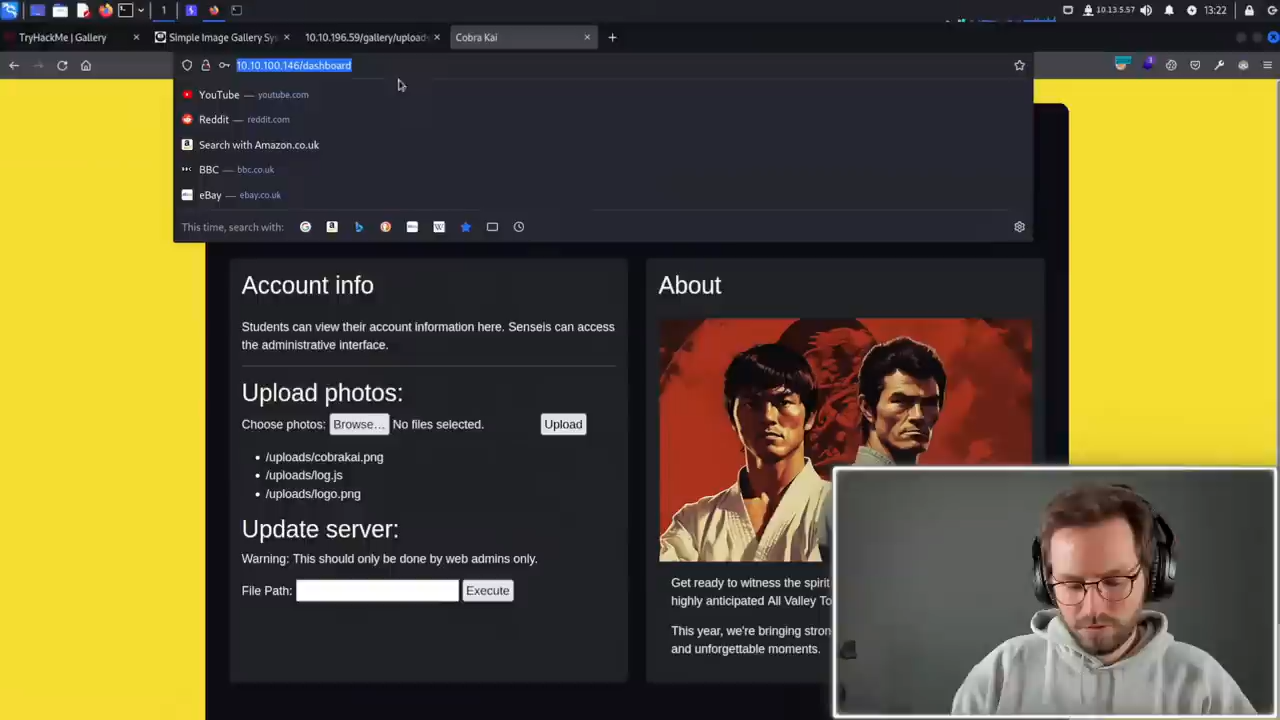 10.13.5.57
13:22
TryHackMe | Gallery
Simple Image Gallery Sy
10.10.196.59/gallery/upload
Cobra Kai
10.10.100.146/dashboard
YouTube — youtube.com
Reddit — reddit.com
Search with Amazon.co.uk
BBC — bbc.co.uk
eBay — ebay.co.uk
This time, search with:
Account info
Students can view their account information here. Senseis can access
the administrative interface.
Upload photos:
Choose photos: Browse... No files selected. Upload
/uploads/cobrakai.png
/uploads/log.js
/uploads/logo.png
Update server:
Warning: This should only be done by web admins only.
File Path: Execute
About
Get ready to witness the spirit
highly anticipated All Valley To
This year, we're bringing stron
and unforgettable moments.